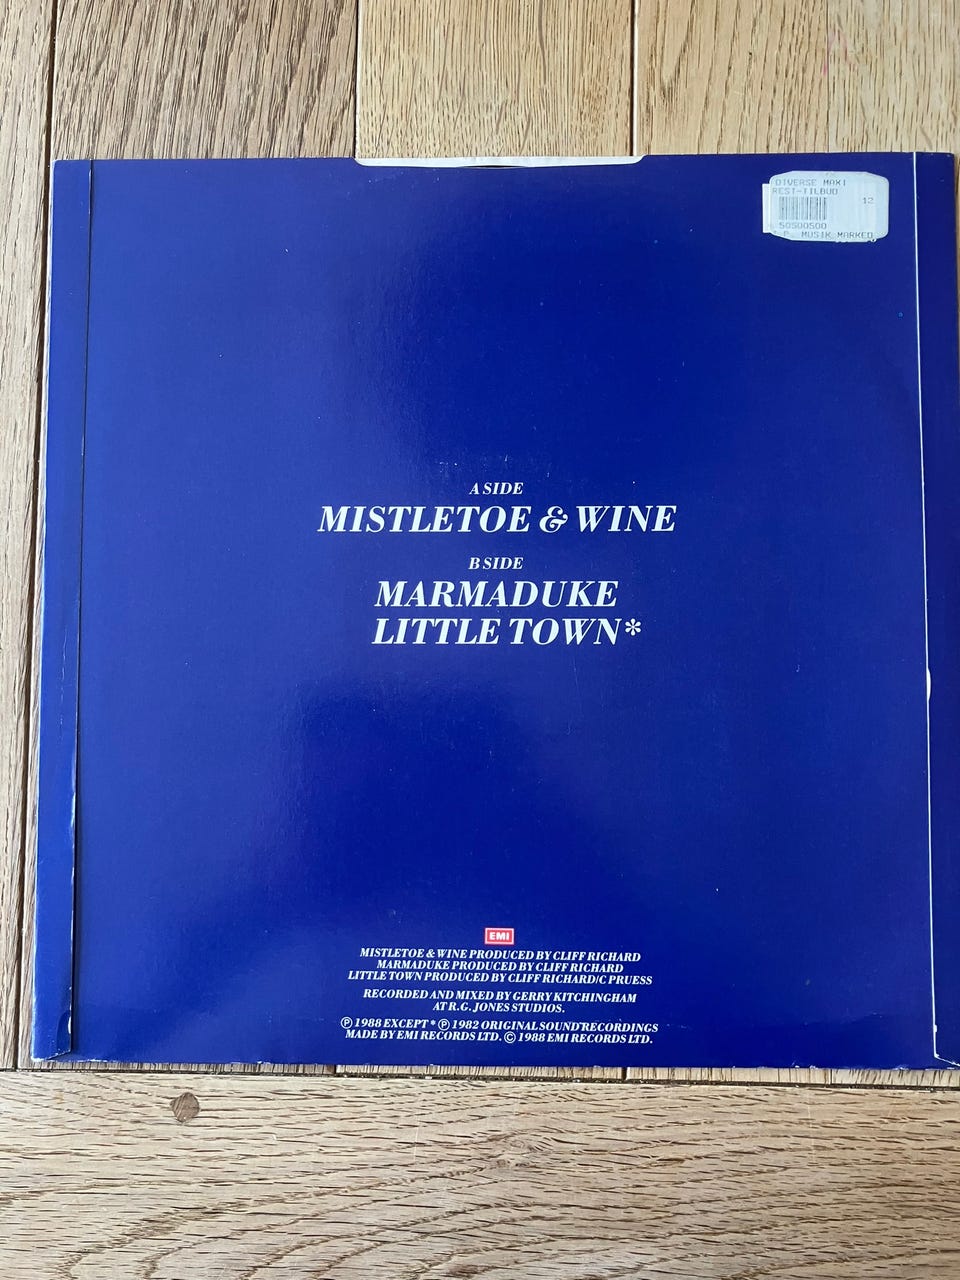 DIVERSE MAXI
REST-TILBUD
12
50500500
P. MUSIK MARKED
A SIDE
MISTLETOE & WINE
B SIDE
MARMADUKE
LITTLE TOWN*
EMI
MISTLETOE & WINE PRODUCED BY CLIFF RICHARD
MARMADUKE PRODUCED BY CLIFF RICHARD
LITTLE TOWN PRODUCED BY CLIFF RICHARD/C PRUESS
RECORDED AND MIXED BY GERRY KITCHINGHAM
AT R.G. JONES STUDIOS.
℗ 1988 EXCEPT * ℗ 1982 ORIGINAL SOUND RECORDINGS
MADE BY EMI RECORDS LTD. © 1988 EMI RECORDS LTD.